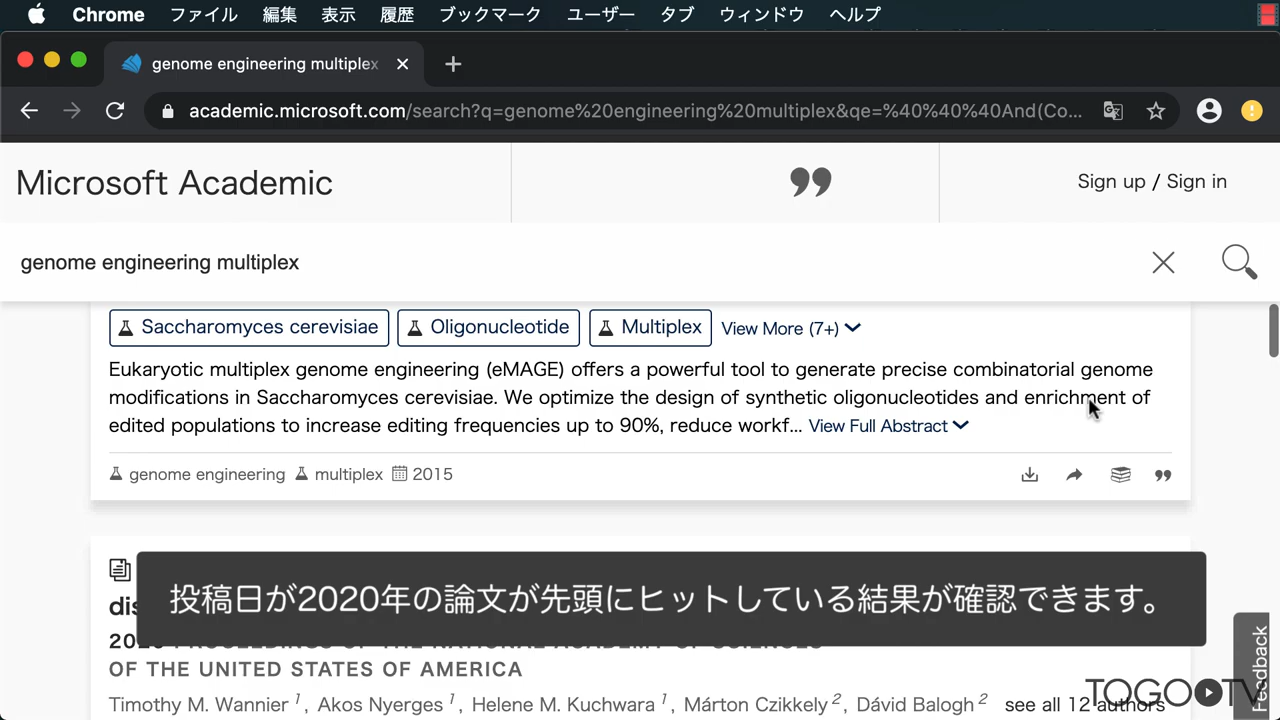 Chrome ファイル 編集 表示 履歴 ブックマーク ユーザー タブ ウィンドウ ヘルプ
genome engineering multiplex
academic.microsoft.com/search?q=genome%20engineering%20multiplex&qe=%40%40%40And(Co...
Microsoft Academic
Sign up / Sign in
genome engineering multiplex
Saccharomyces cerevisiae Oligonucleotide Multiplex View More (7+)
Eukaryotic multiplex genome engineering (eMAGE) offers a powerful tool to generate precise combinatorial genome
modifications in Saccharomyces cerevisiae. We optimize the design of synthetic oligonucleotides and enrichment of
edited populations to increase editing frequencies up to 90%, reduce workf... View Full Abstract
genome engineering multiplex 2015
投稿日が2020年の論文が先頭にヒットしている結果が確認できます。
OF THE UNITED STATES OF AMERICA
Timothy M. Wannier 1, Akos Nyerges 1, Helene M. Kuchwara 1, Márton Czikkely 2, Dávid Balogh 2 see all 12 authors
Feedback
TOGO TV